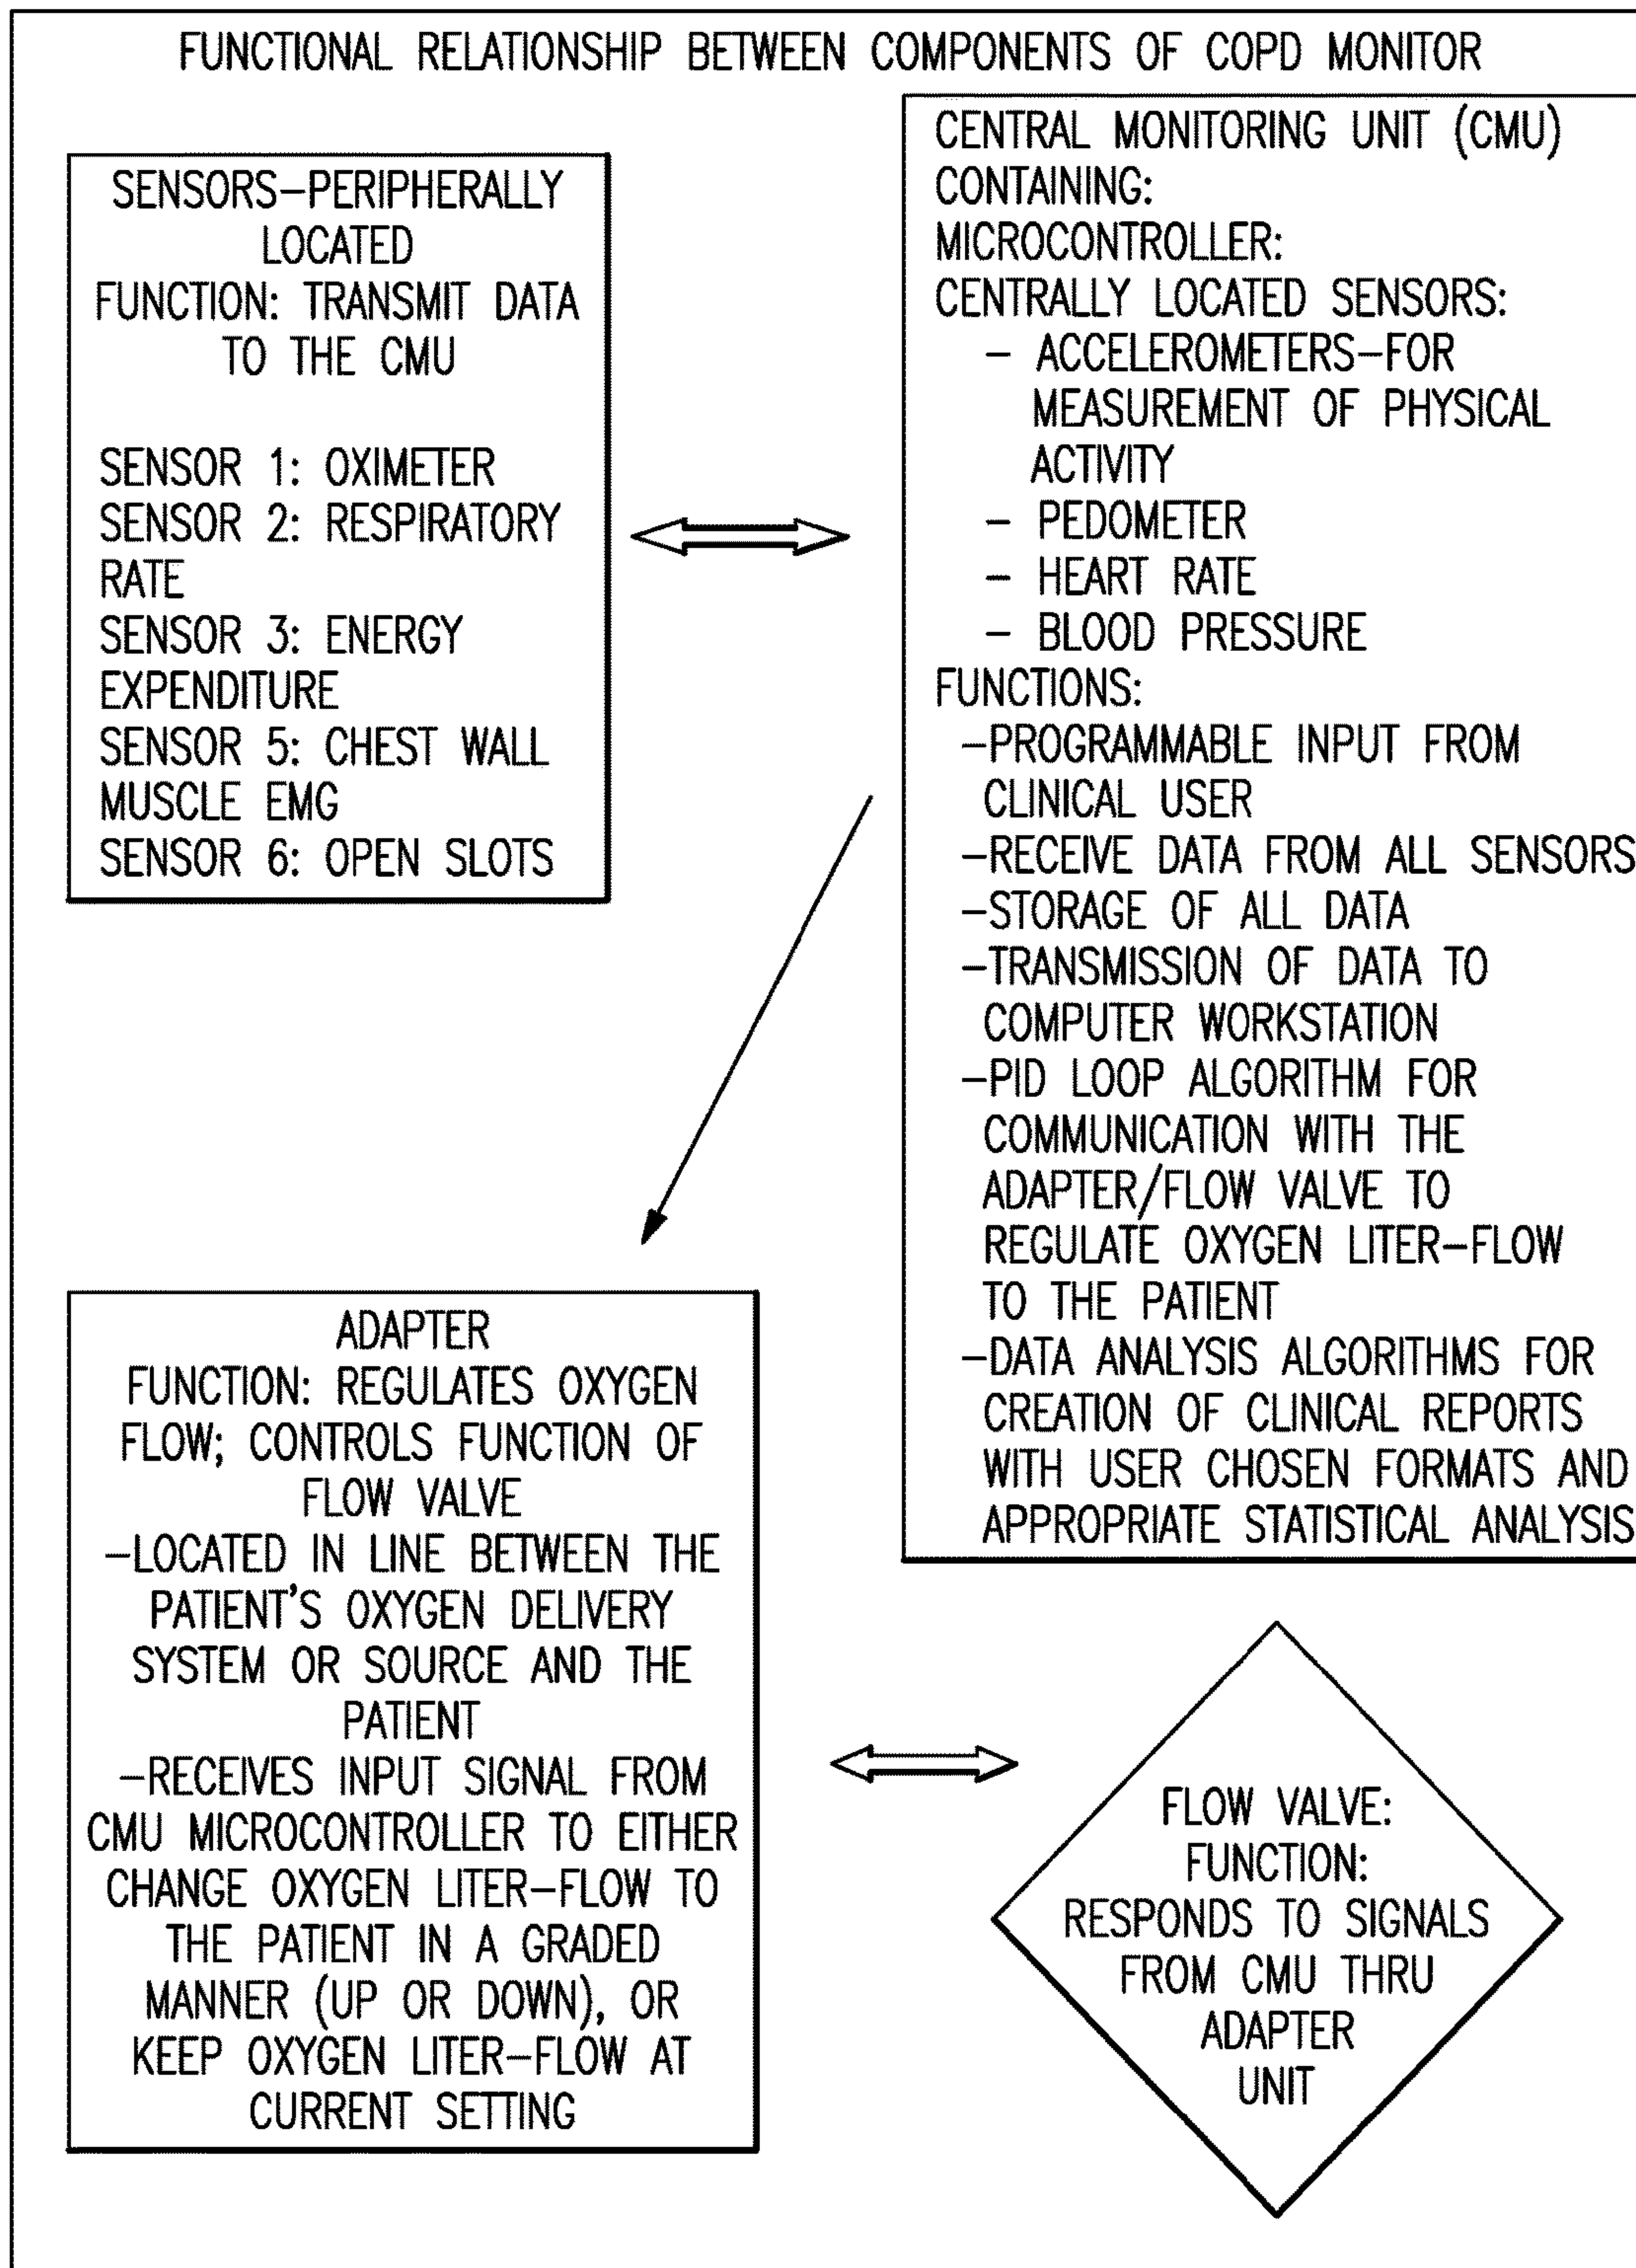 FUNCTIONAL RELATIONSHIP BETWEEN COMPONENTS OF COPD MONITOR
SENSORS-PERIPHERALLY
LOCATED
FUNCTION: TRANSMIT DATA
TO THE CMU
SENSOR 1: OXIMETER
SENSOR 2: RESPIRATORY
RATE
SENSOR 3: ENERGY
EXPENDITURE
SENSOR 5: CHEST WALL
MUSCLE EMG
SENSOR 6: OPEN SLOTS
CENTRAL MONITORING UNIT (CMU)
CONTAINING:
MICROCONTROLLER:
CENTRALLY LOCATED SENSORS:
- ACCELEROMETERS-FOR
MEASUREMENT OF PHYSICAL
ACTIVITY
- PEDOMETER
- HEART RATE
- BLOOD PRESSURE
FUNCTIONS:
-PROGRAMMABLE INPUT FROM
CLINICAL USER
-RECEIVE DATA FROM ALL SENSORS
-STORAGE OF ALL DATA
-TRANSMISSION OF DATA TO
COMPUTER WORKSTATION
-PID LOOP ALGORITHM FOR
COMMUNICATION WITH THE
ADAPTER/FLOW VALVE TO
REGULATE OXYGEN LITER-FLOW
TO THE PATIENT
-DATA ANALYSIS ALGORITHMS FOR
CREATION OF CLINICAL REPORTS
WITH USER CHOSEN FORMATS AND
APPROPRIATE STATISTICAL ANALYSIS
ADAPTER
FUNCTION: REGULATES OXYGEN
FLOW; CONTROLS FUNCTION OF
FLOW VALVE
-LOCATED IN LINE BETWEEN THE
PATIENT'S OXYGEN DELIVERY
SYSTEM OR SOURCE AND THE
PATIENT
-RECEIVES INPUT SIGNAL FROM
CMU MICROCONTROLLER TO EITHER
CHANGE OXYGEN LITER-FLOW TO
THE PATIENT IN A GRADED
MANNER (UP OR DOWN), OR
KEEP OXYGEN LITER-FLOW AT
CURRENT SETTING
FLOW VALVE:
FUNCTION:
RESPONDS TO SIGNALS
FROM CMU THRU
ADAPTER
UNIT